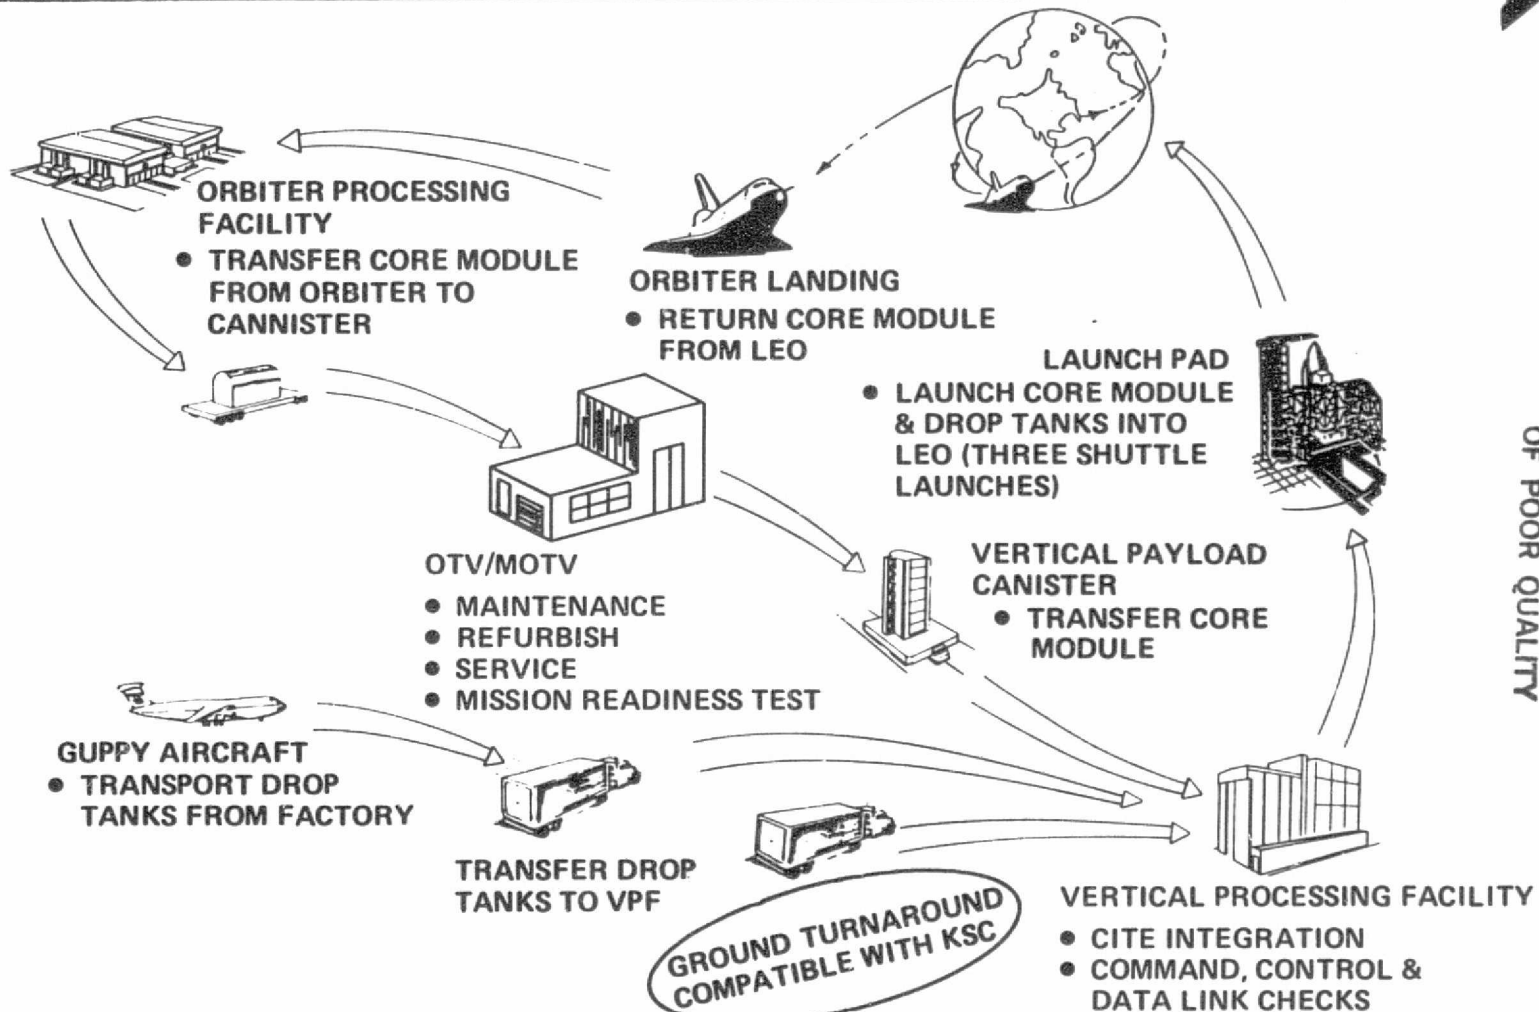 ORBITER PROCESSING
FACILITY
• TRANSFER CORE MODULE
FROM ORBITER TO
CANNISTER
ORBITER LANDING
• RETURN CORE MODULE
FROM LEO
LAUNCH PAD
• LAUNCH CORE MODULE
& DROP TANKS INTO
LEO (THREE SHUTTLE
LAUNCHES)
OTV/MOTV
• MAINTENANCE
• REFURBISH
• SERVICE
• MISSION READINESS TEST
VERTICAL PAYLOAD
CANISTER
• TRANSFER CORE
MODULE
GUPPY AIRCRAFT
• TRANSPORT DROP
TANKS FROM FACTORY
TRANSFER DROP
TANKS TO VPF
GROUND TURNAROUND
COMPATIBLE WITH KSC
VERTICAL PROCESSING FACILITY
• CITE INTEGRATION
• COMMAND, CONTROL &
DATA LINK CHECKS
OF POOR QUALITY